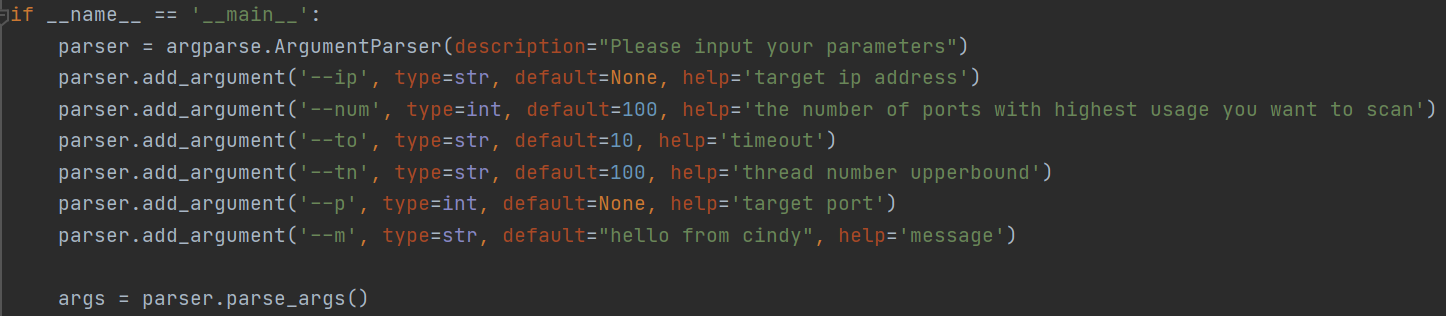 if __name__ == '__main__':
    parser = argparse.ArgumentParser(description="Please input your parameters")
    parser.add_argument('--ip', type=str, default=None, help='target ip address')
    parser.add_argument('--num', type=int, default=100, help='the number of ports with highest usage you want to scan')
    parser.add_argument('--to', type=str, default=10, help='timeout')
    parser.add_argument('--tn', type=str, default=100, help='thread number upperbound')
    parser.add_argument('--p', type=int, default=None, help='target port')
    parser.add_argument('--m', type=str, default="hello from cindy", help='message')
    args = parser.parse_args()